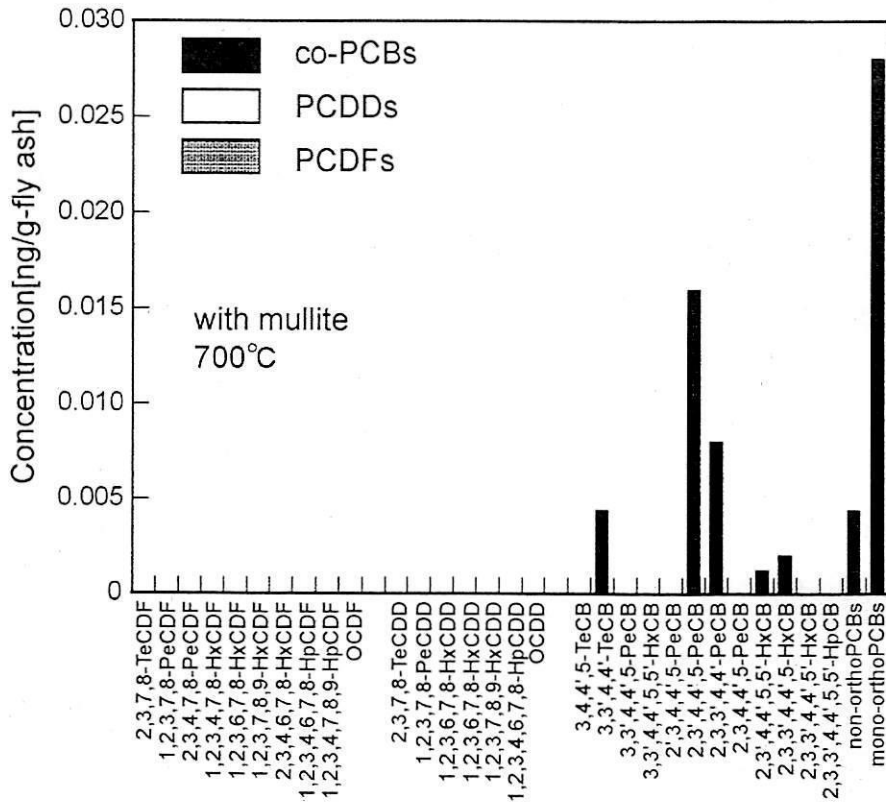 Concentration[ng/g-fly ash]
0.030
0.025
0.020
0.015
0.010
0.005
0
co-PCBs
PCDDs
PCDFs
with mullite
700°C
2,3,7,8-TeCDF
1,2,3,7,8-PeCDF
2,3,4,7,8-PeCDF
1,2,3,4,7,8-HxCDF
1,2,3,6,7,8-HxCDF
1,2,3,7,8,9-HxCDF
2,3,4,6,7,8-HxCDF
1,2,3,4,6,7,8-HpCDF
1,2,3,4,7,8,9-HpCDF
OCDF
2,3,7,8-TeCDD
1,2,3,7,8-PeCDD
1,2,3,6,7,8-HxCDD
1,2,3,4,7,8-HxCDD
1,2,3,7,8,9-HxCDD
1,2,3,4,6,7,8-HpCDD
OCDD
3,4,4',5-TeCB
3,3',4,4'-TeCB
3,3',4,4',5-PeCB
3,3',4,4',5,5'-HxCB
2',3,4,4',5-PeCB
2,3',4,4',5-PeCB
2,3,3',4,4'-PeCB
2,3,4,4',5-PeCB
2,3',4,4',5,5'-HxCB
2,3,3',4,4',5-HxCB
2,3,3',4,4',5'-HxCB
2,3,3',4,4',5,5'-HpCB
non-orthoPCBs
mono-orthoPCBs